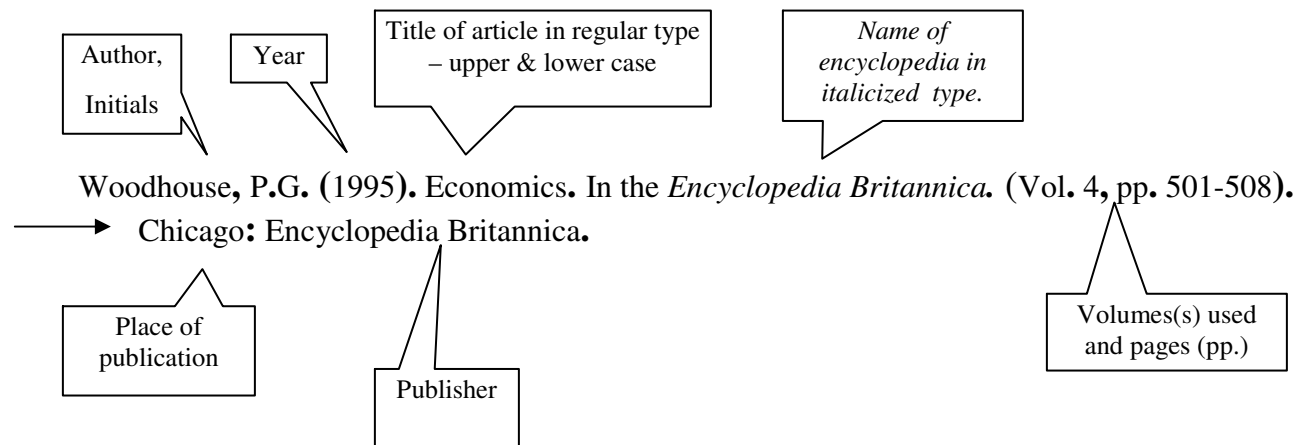 Author,
Initials
Year
Title of article in regular type
– upper & lower case
Name of
encyclopedia in
italicized type.
Woodhouse, P.G. (1995). Economics. In the Encyclopedia Britannica. (Vol. 4, pp. 501-508).
Chicago: Encyclopedia Britannica.
Place of
publication
Publisher
Volumes(s) used
and pages (pp.)